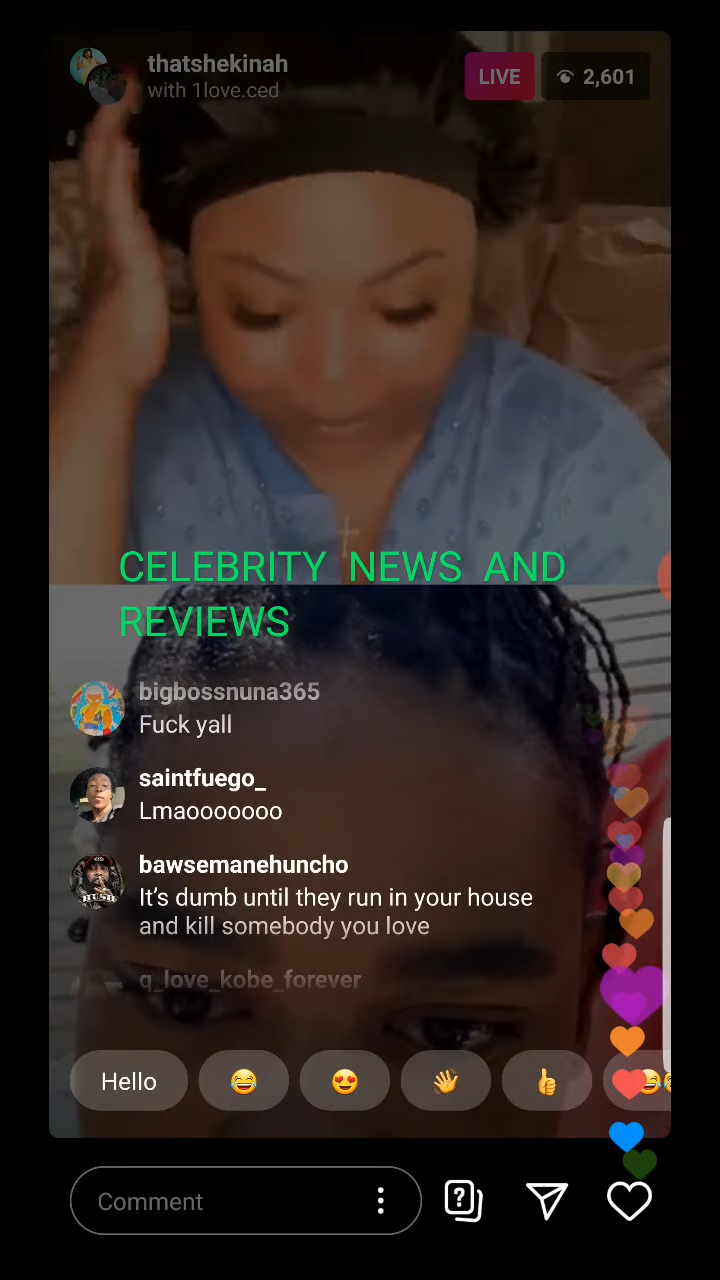 thatshekinah
with 1love.ced
LIVE
2,601
CELEBRITY NEWS AND
REVIEWS
bigbossnuna365
Fuck yall
saintfuego_
Lmaooooooo
bawsemanehuncho
It’s dumb until they run in your house
and kill somebody you love
q_love_kobe_forever
Hello
Comment